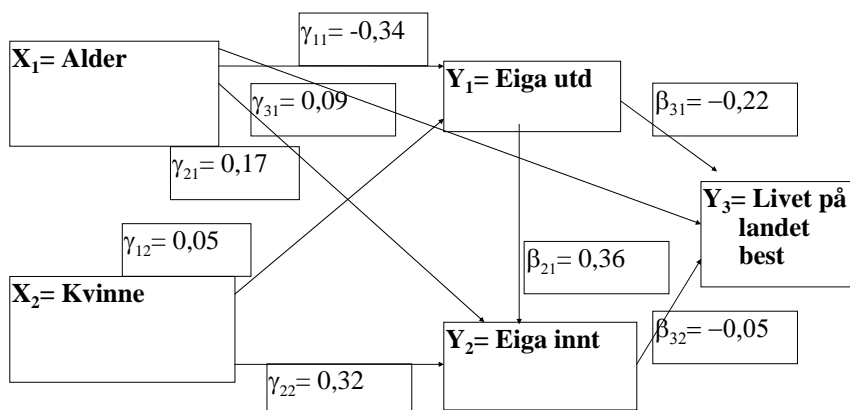 γ₁₁= -0,34
X₁= Alder
Y₁= Eiga utd
γ₃₁= 0,09
β₃₁= −0,22
γ₂₁= 0,17
Y₃= Livet på
landet
best
γ₁₂= 0,05
β₂₁= 0,36
X₂= Kvinne
Y₂= Eiga innt
β₃₂= −0,05
γ₂₂= 0,32